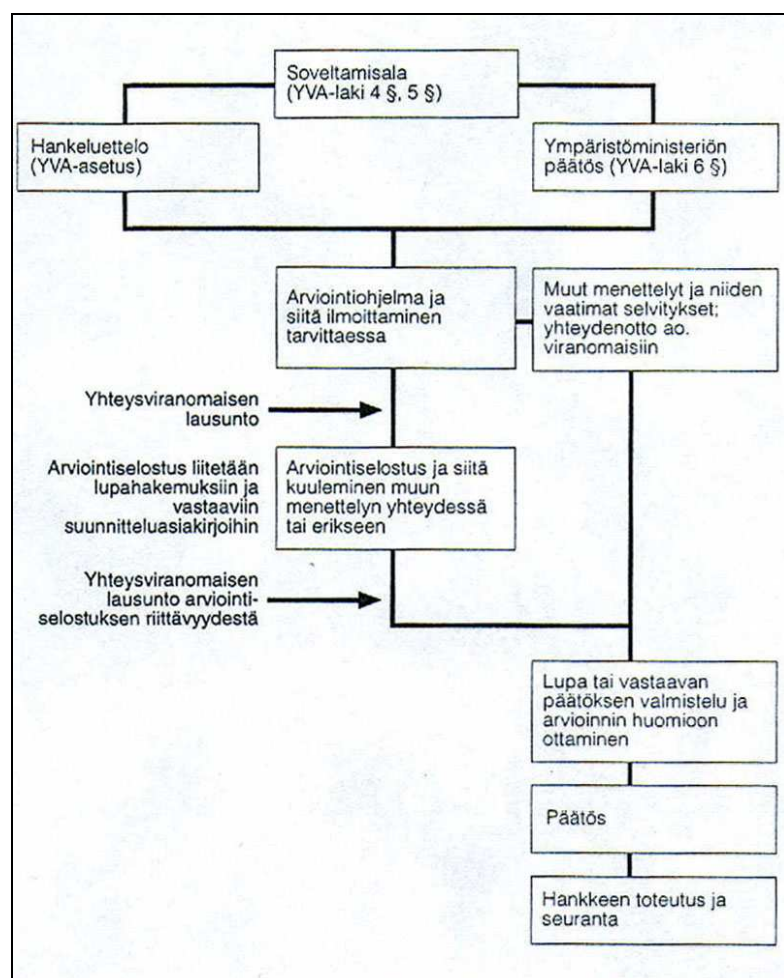 Soveltamisala
(YVA-laki 4 §, 5 §)
Hankeluettelo
(YVA-asetus)
Ympäristöministeriön
päätös (YVA-laki 6 §)
Arviointiohjelma ja
siitä ilmoittaminen
tarvittaessa
Muut menettelyt ja niiden
vaatimat selvitykset;
yhteydenotto ao.
viranomaisiin
Yhteysviranomaisen
lausunto
Arviointiselostus liitetään
lupahakemuksiin ja
vastaaviin
suunnitteluasiakirjoihin
Arviointiselostus ja siitä
kuuleminen muun
menettelyn yhteydessä
tai erikseen
Yhteysviranomaisen
lausunto arviointi-
selostuksen riittävyydestä
Lupa tai vastaavan
päätöksen valmistelu ja
arvioinnin huomioon
ottaminen
Päätös
Hankkeen toteutus ja
seuranta